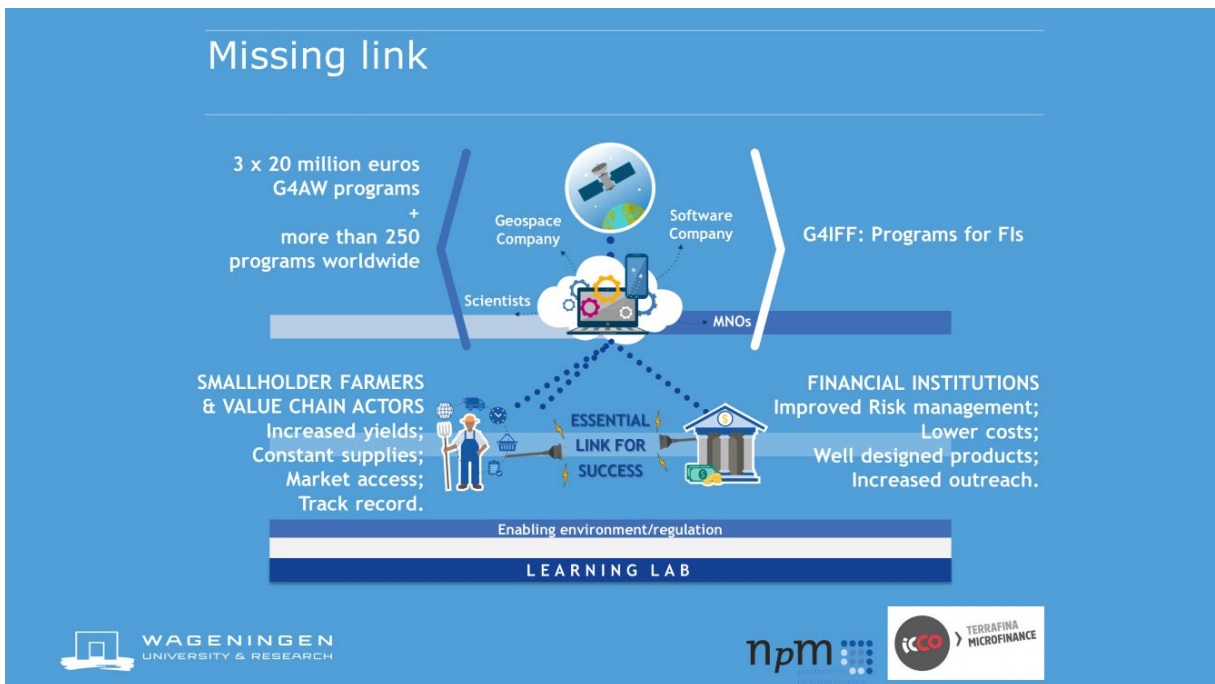 Missing link
3 x 20 million euros
G4AW programs
+
more than 250
programs worldwide
Geospace
Company
Software
Company
Scientists
MNOs
G4IFF: Programs for FIs
SMALLHOLDER FARMERS
& VALUE CHAIN ACTORS
Increased yields;
Constant supplies;
Market access;
Track record.
ESSENTIAL
LINK FOR
SUCCESS
FINANCIAL INSTITUTIONS
Improved Risk management;
Lower costs;
Well designed products;
Increased outreach.
Enabling environment/regulation
LEARNING LAB
WAGENINGEN
UNIVERSITY & RESEARCH
npm
icco
TERRAFINA
MICROFINANCE